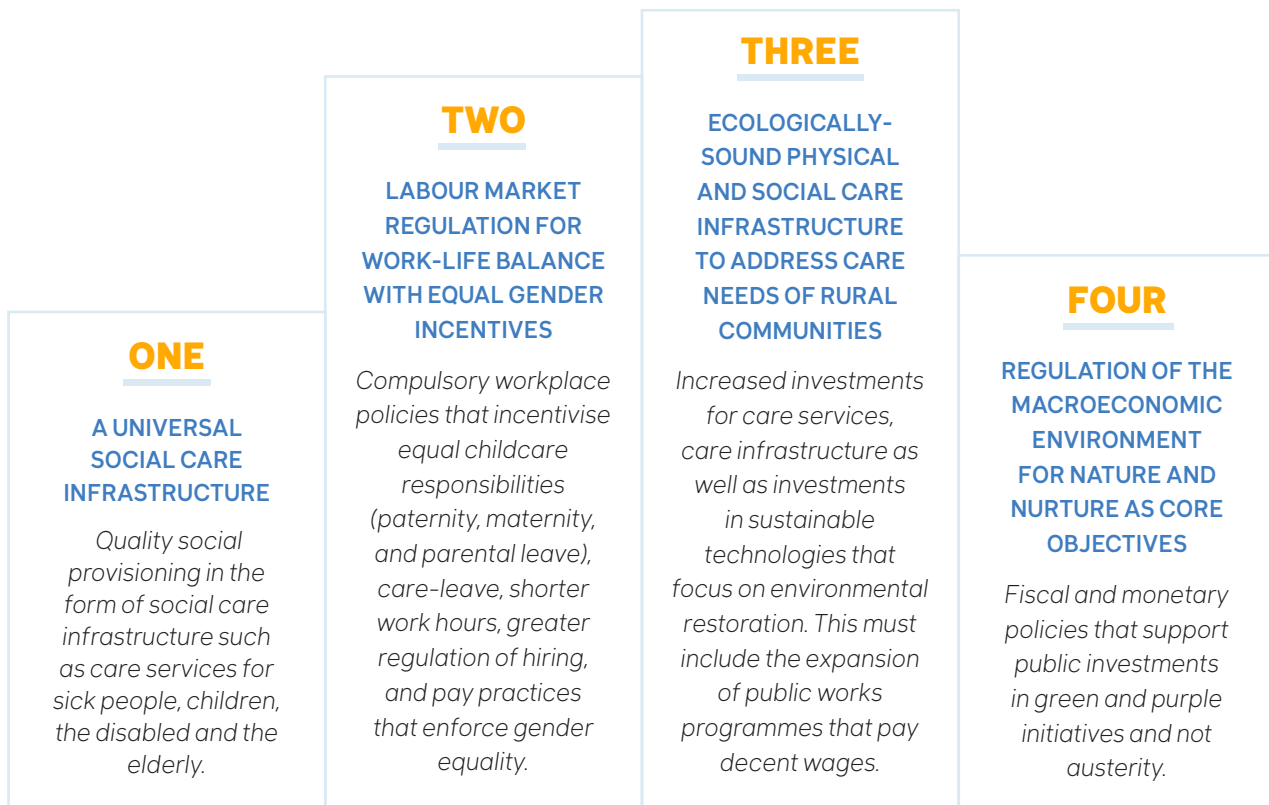 ONE
A UNIVERSAL
SOCIAL CARE
INFRASTRUCTURE
Quality social
provisioning in the
form of social care
infrastructure such
as care services for
sick people, children,
the disabled and the
elderly.
TWO
LABOUR MARKET
REGULATION FOR
WORK-LIFE BALANCE
WITH EQUAL GENDER
INCENTIVES
Compulsory workplace
policies that incentivise
equal childcare
responsibilities
(paternity, maternity,
and parental leave),
care-leave, shorter
work hours, greater
regulation of hiring,
and pay practices
that enforce gender
equality.
THREE
ECOLOGICALLY-
SOUND PHYSICAL
AND SOCIAL CARE
INFRASTRUCTURE
TO ADDRESS CARE
NEEDS OF RURAL
COMMUNITIES
Increased investments
for care services,
care infrastructure as
well as investments
in sustainable
technologies that
focus on environmental
restoration. This must
include the expansion
of public works
programmes that pay
decent wages.
FOUR
REGULATION OF THE
MACROECONOMIC
ENVIRONMENT
FOR NATURE AND
NURTURE AS CORE
OBJECTIVES
Fiscal and monetary
policies that support
public investments
in green and purple
initiatives and not
austerity.